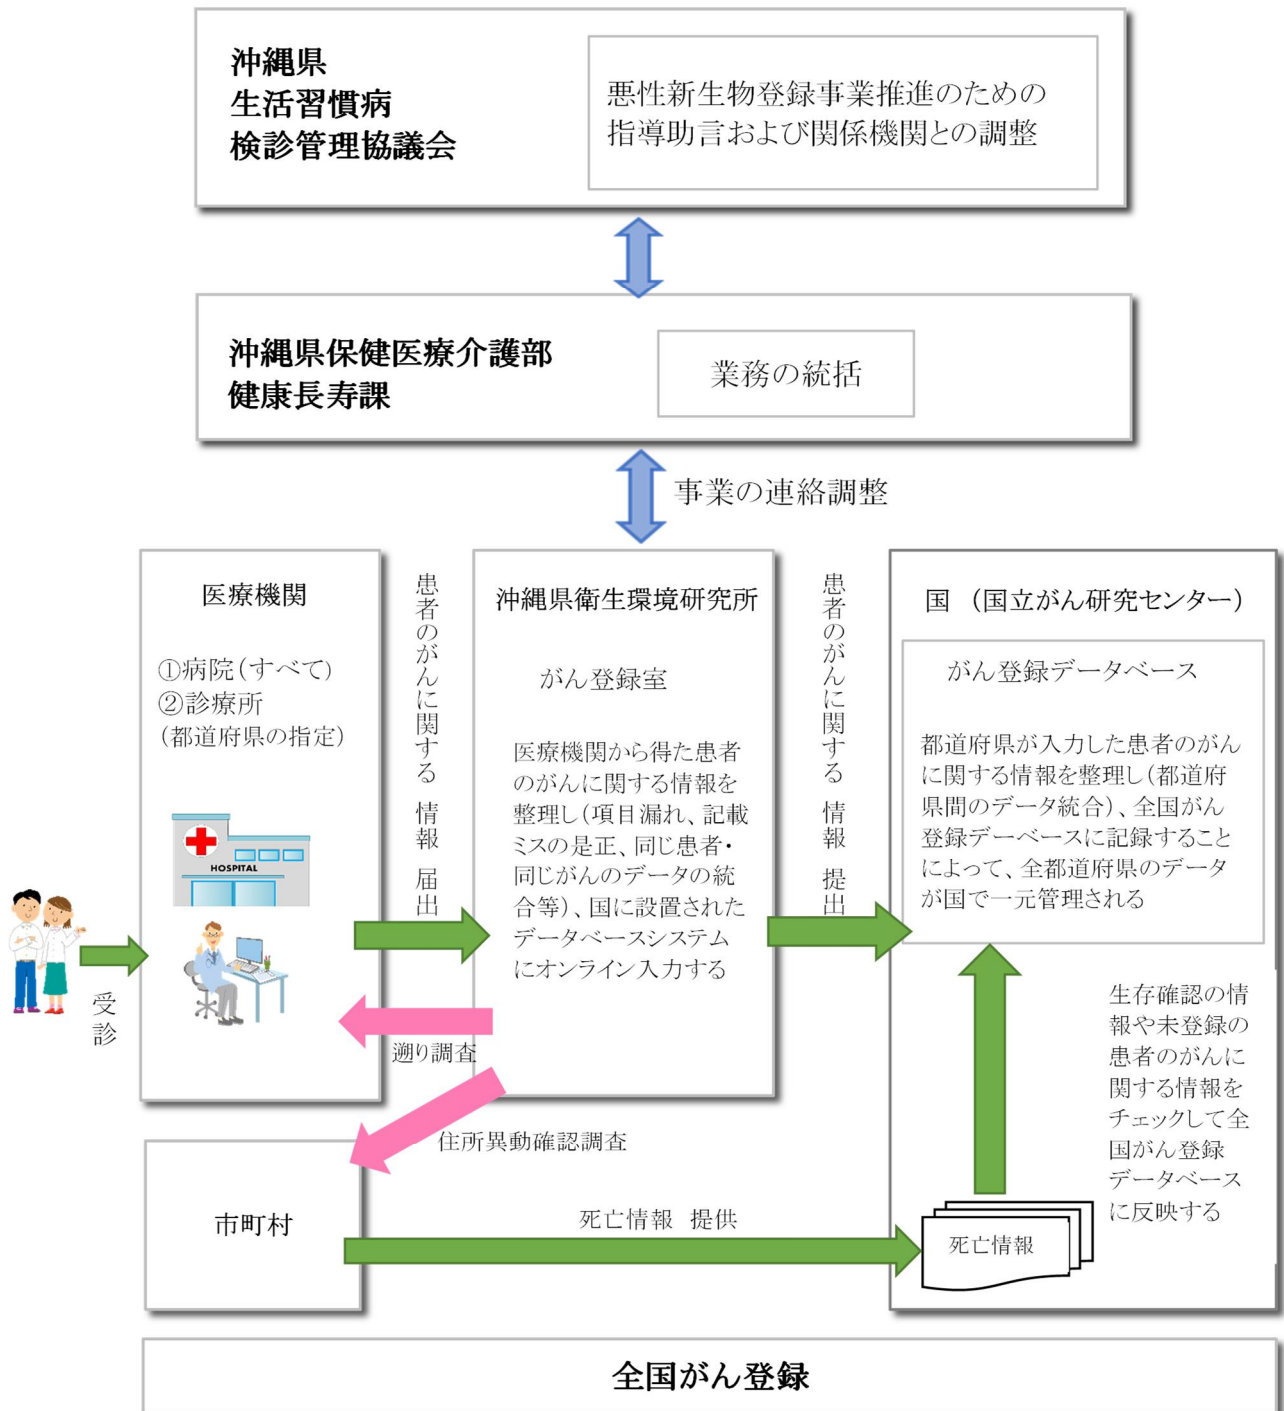 沖縄県
生活習慣病
検診管理協議会
悪性新生物登録事業推進のための
指導助言および関係機関との調整
沖縄県保健医療介護部
健康長寿課
業務の統括
事業の連絡調整
医療機関
①病院(すべて)
②診療所
(都道府県の指定)
HOSPITAL
受診
患者のがんに関する 情報 届出
沖縄県衛生環境研究所
がん登録室
医療機関から得た患者
のがんに関する情報を
整理し(項目漏れ、記載
ミスの是正、同じ患者・
同じがんのデータの統
合等)、国に設置された
データベースシステム
にオンライン入力する
遡り調査
住所異動確認調査
患者のがんに関する 情報 提出
国 (国立がん研究センター)
がん登録データベース
都道府県が入力した患者のがん
に関する情報を整理し(都道府
県間のデータ統合)、全国がん
登録デーベースに記録することに
よって、全都道府県のデータ
が国で一元管理される
生存確認の情
報や未登録の
患者のがんに
関する情報を
チェックして全
国がん登録
データベース
に反映する
市町村
死亡情報 提供
死亡情報
全国がん登録